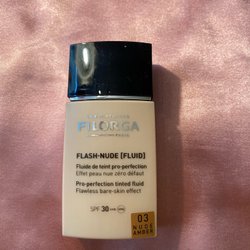 FILORGA
FLASH-NUDE [FLUID]
Fluide de teint pro-perfection
Effet peau nue zéro défaut
Pro-perfection tinted fluid
Flawless bare-skin effect
SPF 30
03
NUDE
AMBER